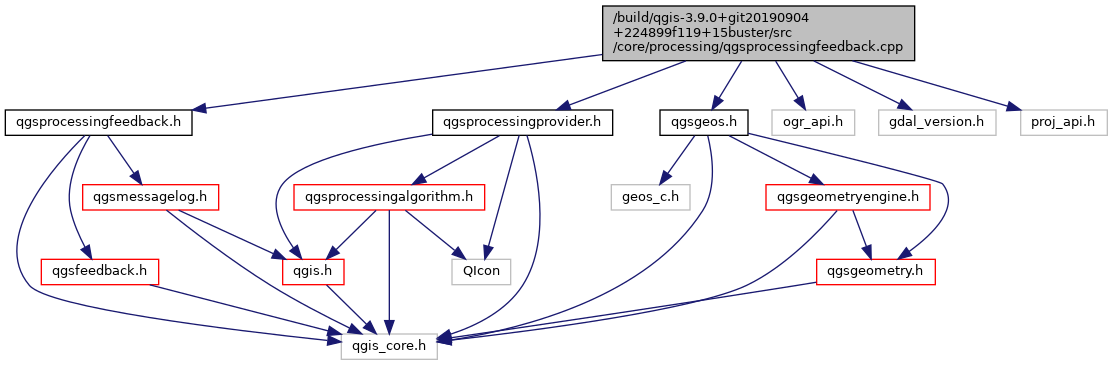 /build/qgis-3.9.0+git20190904
+224899f119+15buster/src
/core/processing/qgsprocessingfeedback.cpp
qgsprocessingfeedback.h
qgsprocessingprovider.h
qgsgeos.h
ogr_api.h
gdal_version.h
proj_api.h
qgsmessagelog.h
qgsprocessingalgorithm.h
geos_c.h
qgsgeometryengine.h
qgsfeedback.h
qgis.h
QIcon
qgsgeometry.h
qgis_core.h